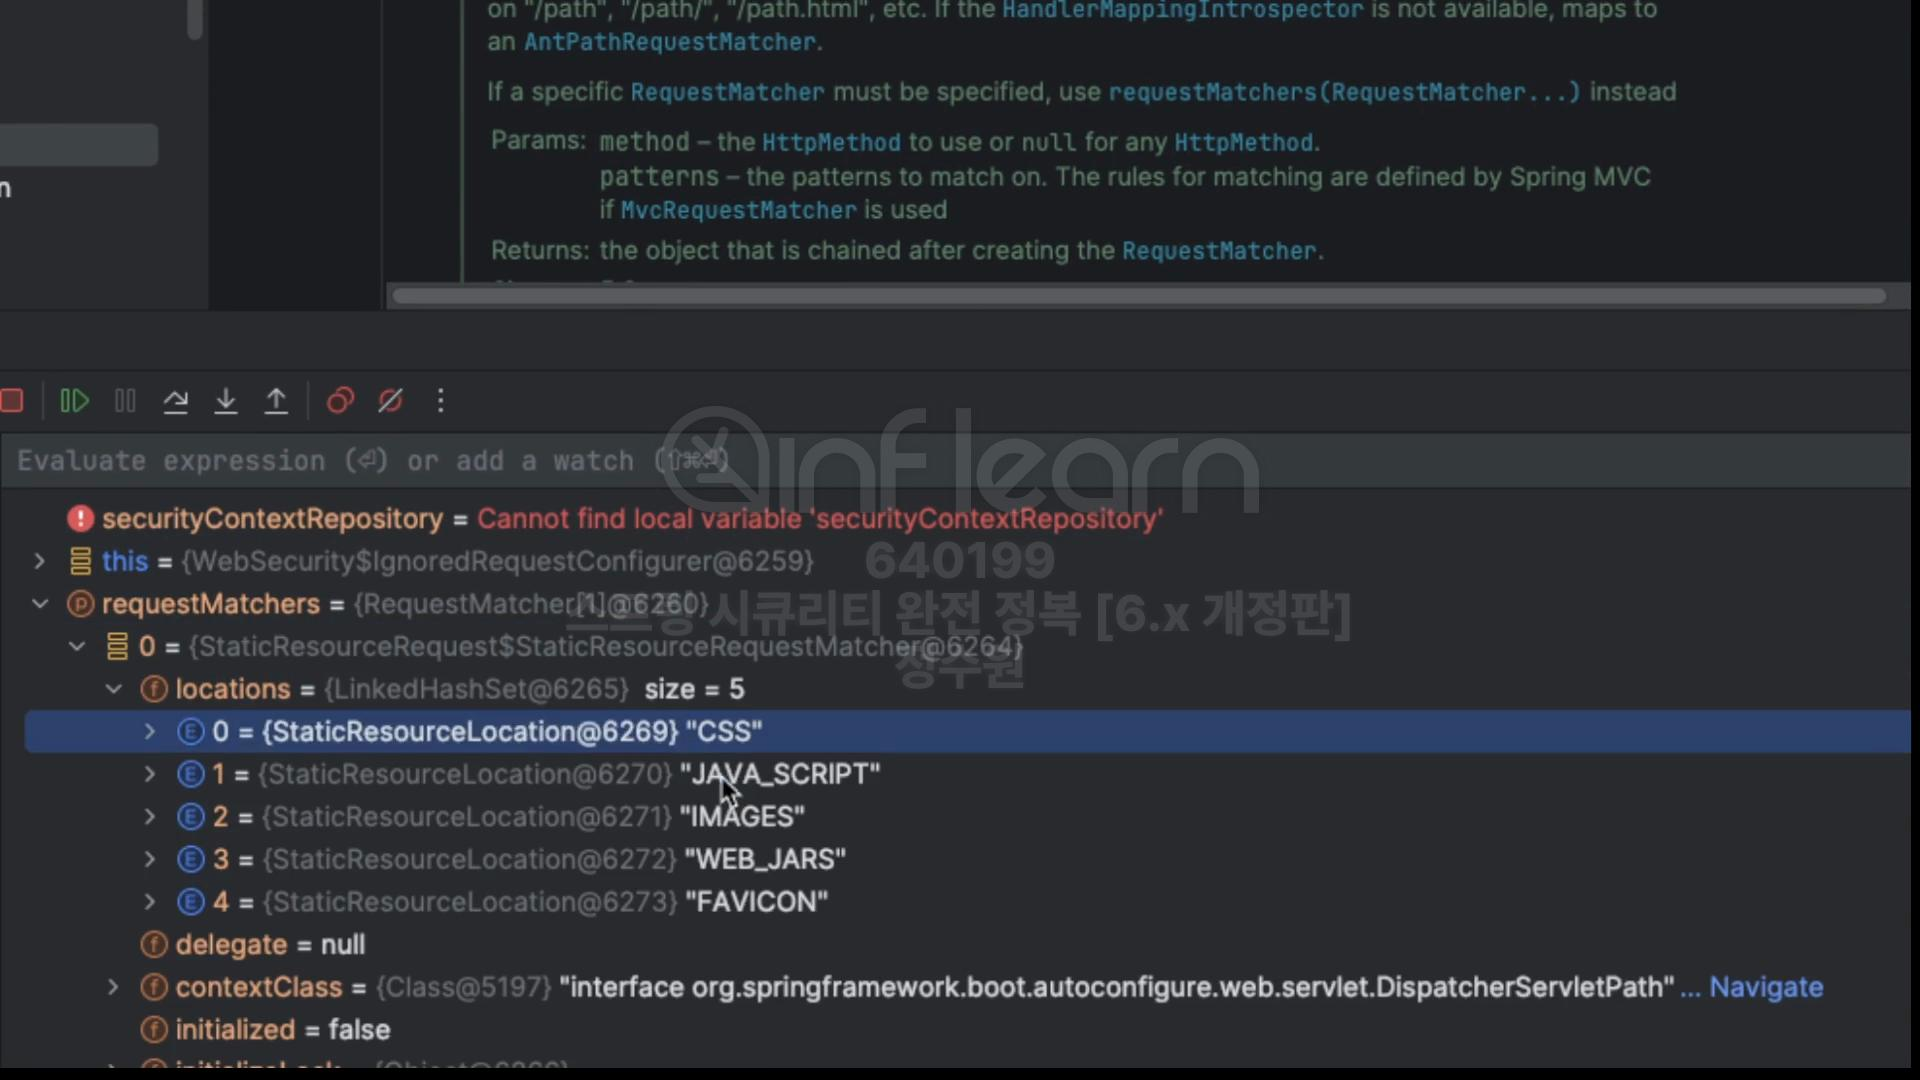 on "/path", "/path/", "/path.html", etc. If the HandlerMappingIntrospector is not available, maps to
an AntPathRequestMatcher.
If a specific RequestMatcher must be specified, use requestMatchers(RequestMatcher...) instead
Params: method – the HttpMethod to use or null for any HttpMethod.
patterns – the patterns to match on. The rules for matching are defined by Spring MVC
if MvcRequestMatcher is used
n
Returns: the object that is chained after creating the RequestMatcher.
Evaluate expression (⏎) or add a watch (⇧⌘⏎)
inflearn
securityContextRepository = Cannot find local variable 'securityContextRepository'
this = {WebSecurity$IgnoredRequestConfigurer@6259}
640199
requestMatchers = {RequestMatcher[1]@6260}
스프링 시큐리티 완전 정복 [6.x 개정판]
0 = {StaticResourceRequest$StaticResourceRequestMatcher@6264}
locations = {LinkedHashSet@6265} size = 5
0 = {StaticResourceLocation@6269} "CSS"
1 = {StaticResourceLocation@6270} "JAVA_SCRIPT"
2 = {StaticResourceLocation@6271} "IMAGES"
3 = {StaticResourceLocation@6272} "WEB_JARS"
4 = {StaticResourceLocation@6273} "FAVICON"
delegate = null
contextClass = {Class@5197} "interface org.springframework.boot.autoconfigure.web.servlet.DispatcherServletPath" ... Navigate
initialized = false